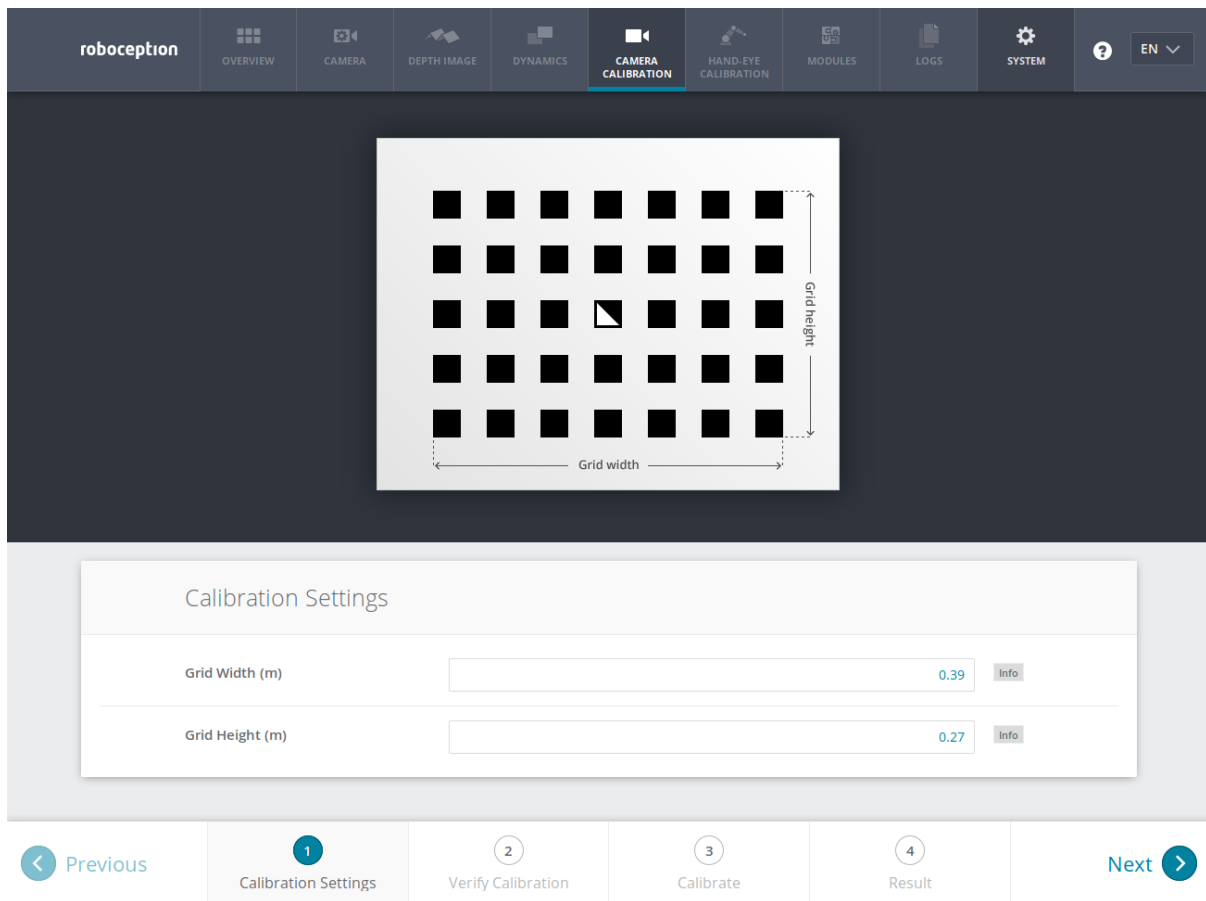 roboception
OVERVIEW
CAMERA
DEPTH IMAGE
DYNAMICS
CAMERA
CALIBRATION
HAND-EYE
CALIBRATION
MODULES
LOGS
SYSTEM
?
EN
Grid height
Grid width
Calibration Settings
Grid Width (m)
0.39
Info
Grid Height (m)
0.27
Info
Previous
1
Calibration Settings
2
Verify Calibration
3
Calibrate
4
Result
Next